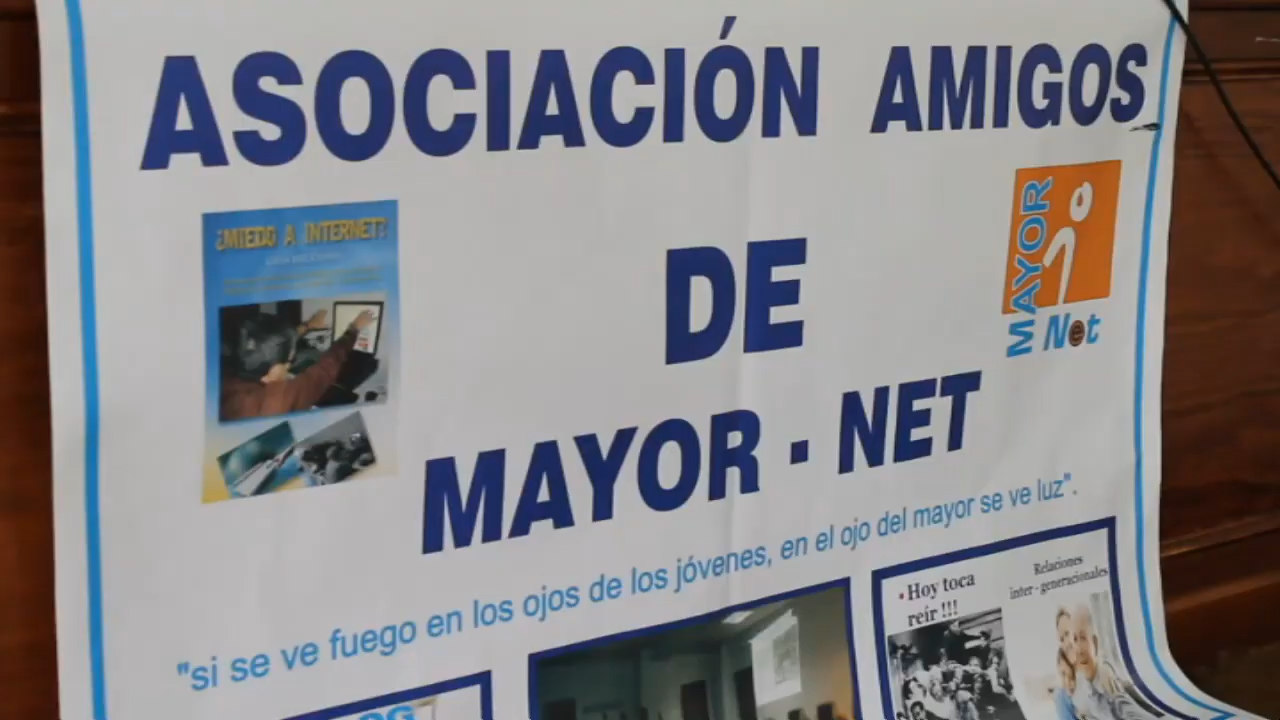 ASOCIACIÓN AMIGOS
¿MIEDO A INTERNET?
MAYOR
Net
DE
MAYOR · NET
"si se ve fuego en los ojos de los jóvenes, en el ojo del mayor se ve luz".
• Hoy toca
reír !!!
Relaciones
inter - generacionales